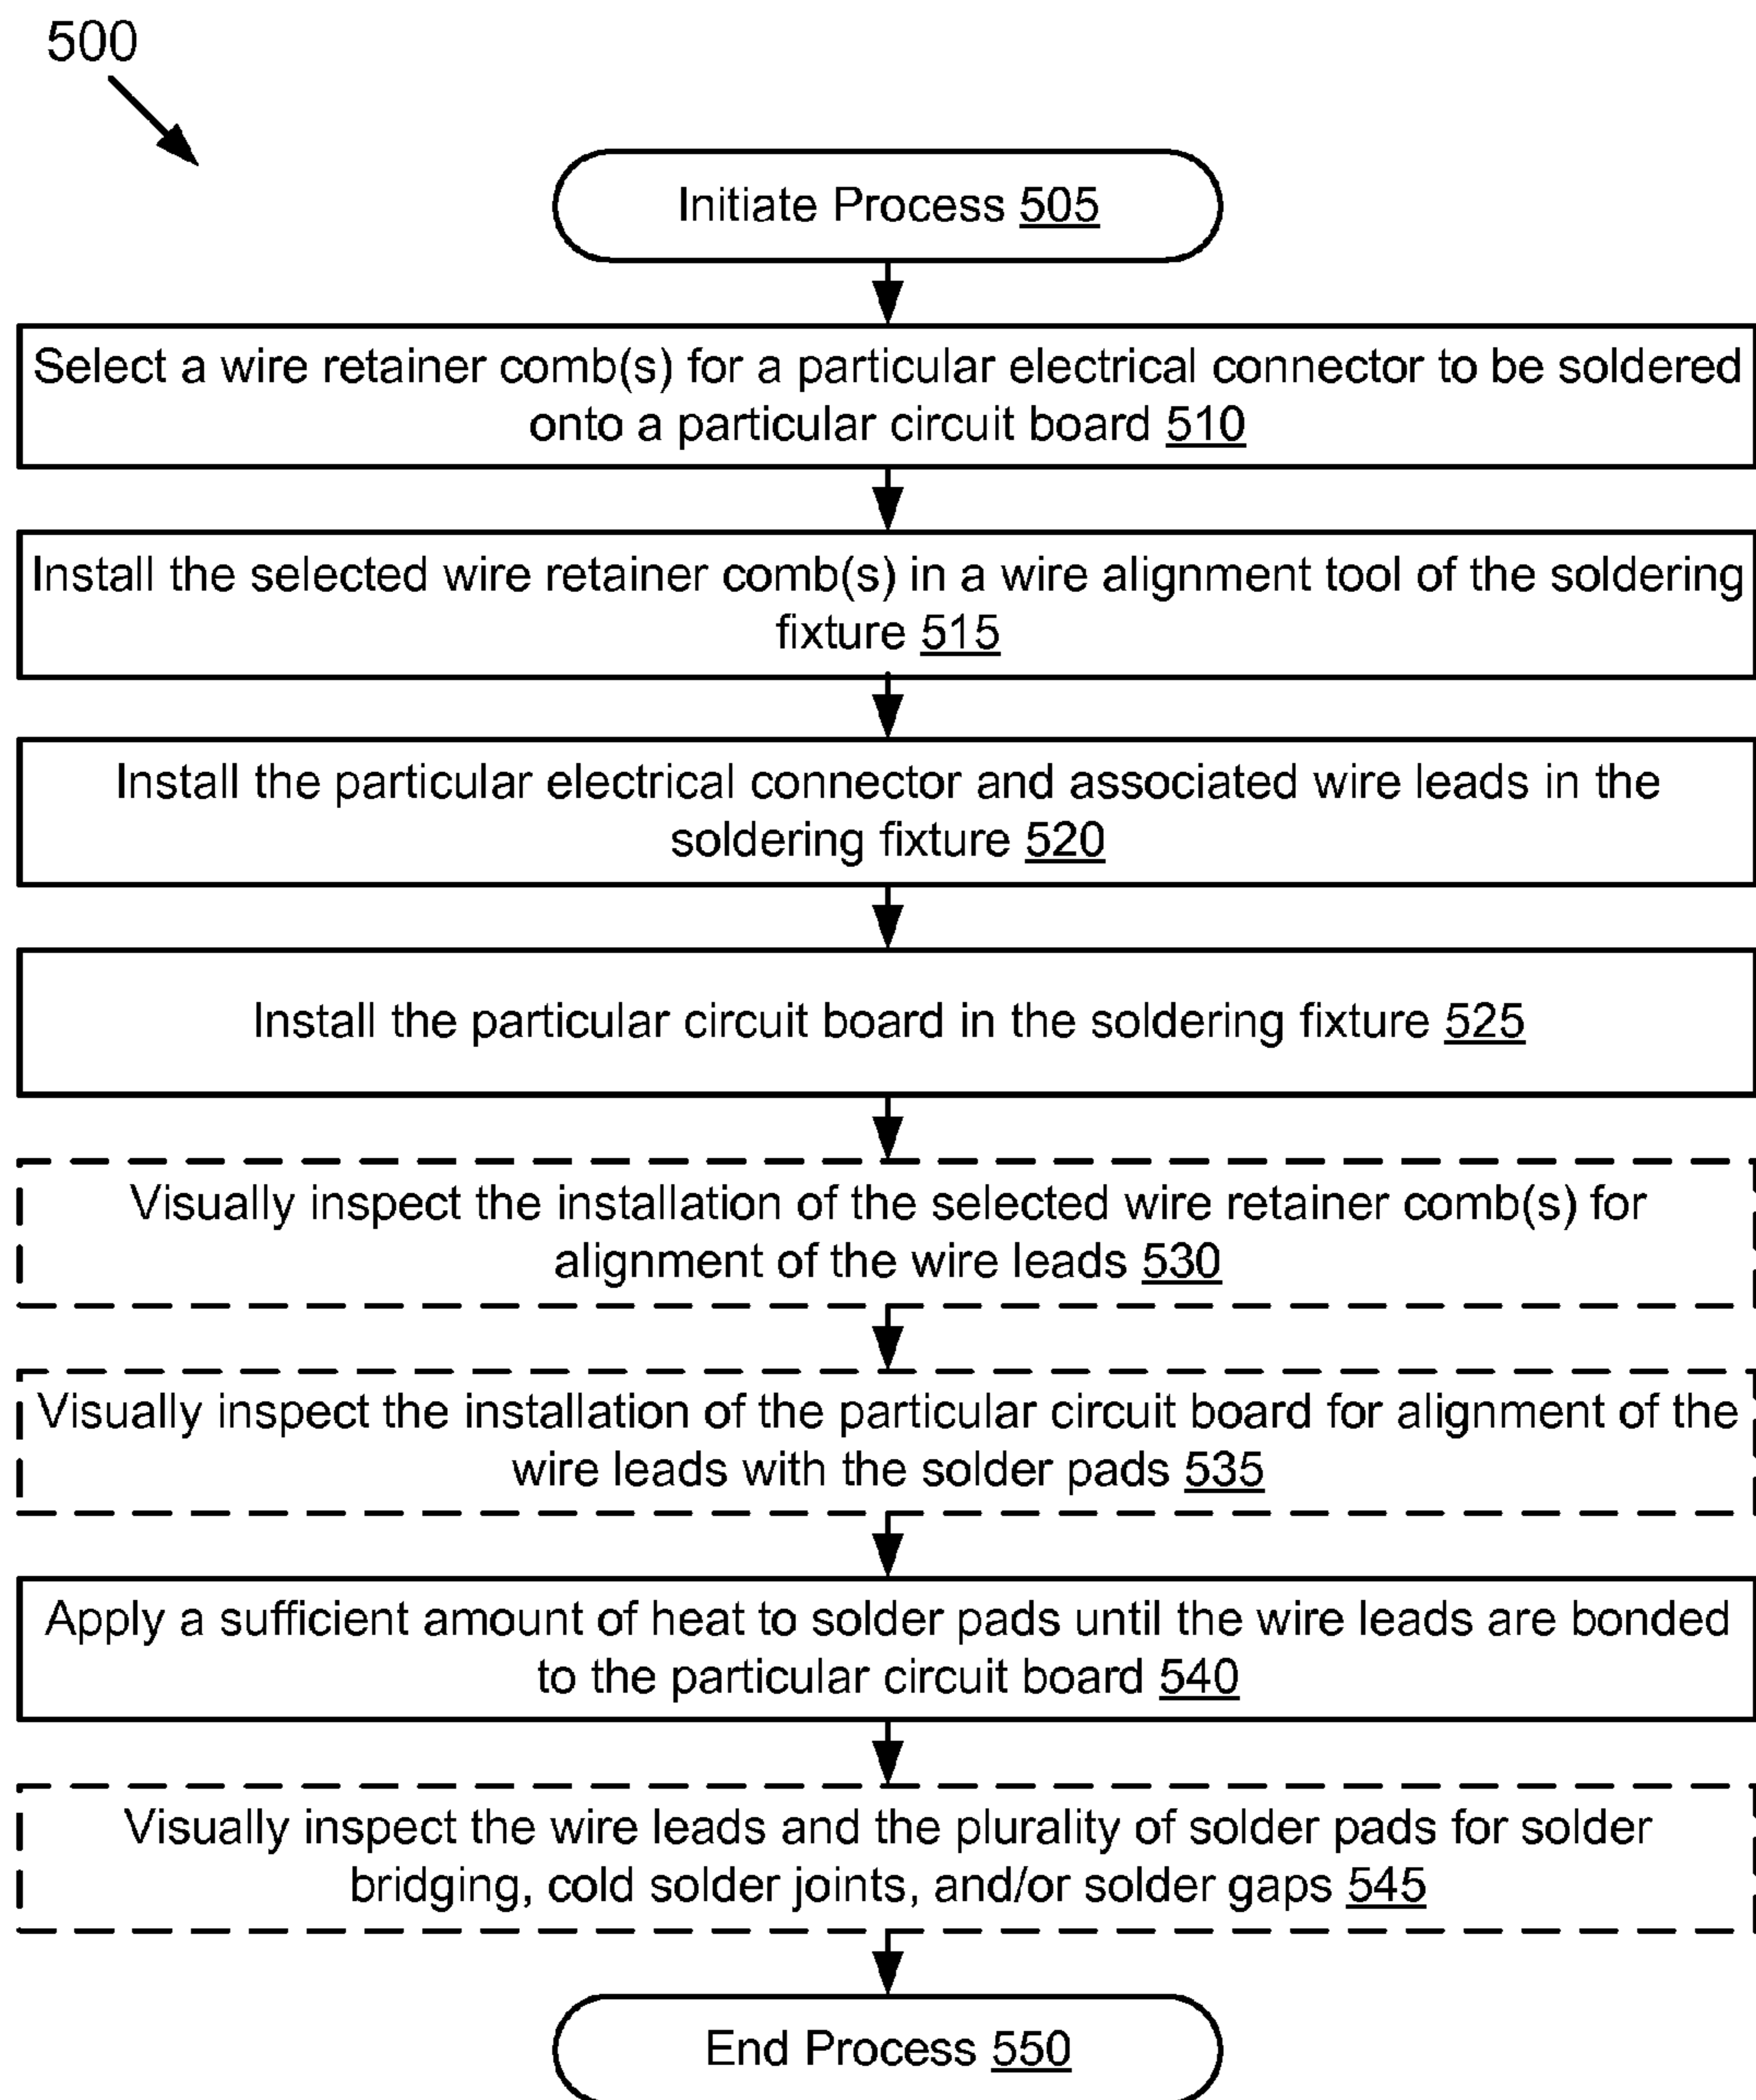 500
Initiate Process 505
Select a wire retainer comb(s) for a particular electrical connector to be soldered
onto a particular circuit board 510
Install the selected wire retainer comb(s) in a wire alignment tool of the soldering
fixture 515
Install the particular electrical connector and associated wire leads in the
soldering fixture 520
Install the particular circuit board in the soldering fixture 525
Visually inspect the installation of the selected wire retainer comb(s) for
alignment of the wire leads 530
Visually inspect the installation of the particular circuit board for alignment of the
wire leads with the solder pads 535
Apply a sufficient amount of heat to solder pads until the wire leads are bonded
to the particular circuit board 540
Visually inspect the wire leads and the plurality of solder pads for solder
bridging, cold solder joints, and/or solder gaps 545
End Process 550